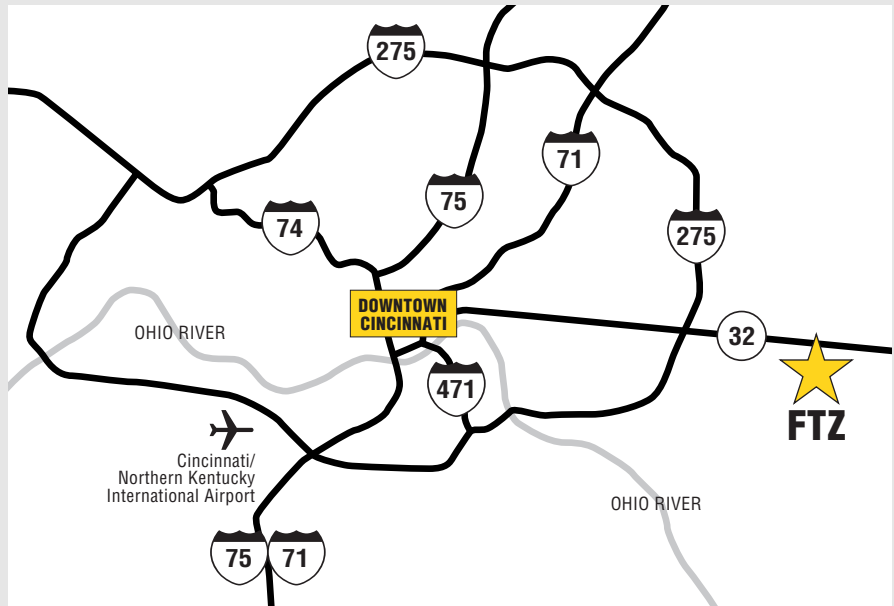 275
71
75
74
275
DOWNTOWN
CINCINNATI
OHIO RIVER
32
471
FTZ
Cincinnati/
Northern Kentucky
International Airport
OHIO RIVER
75
71